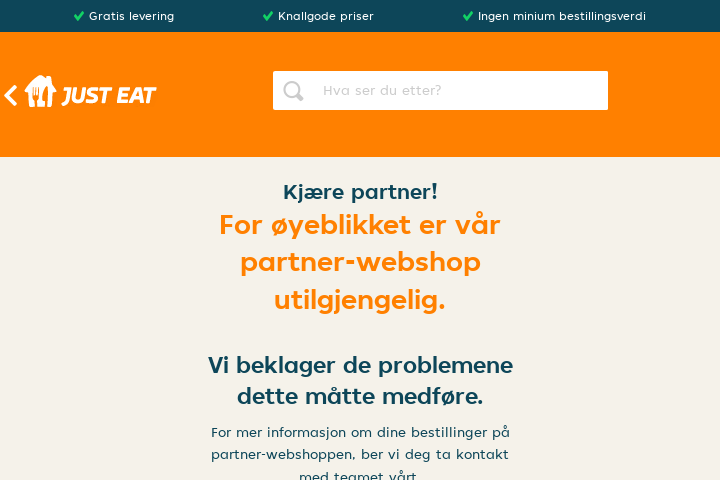 Gratis levering
Knallgode priser
Ingen minium bestillingsverdi
JUST EAT
Hva ser du etter?
Kjære partner!
For øyeblikket er vår
partner-webshop
utilgjengelig.
Vi beklager de problemene
dette måtte medføre.
For mer informasjon om dine bestillinger på
partner-webshoppen, ber vi deg ta kontakt
med teamet vårt